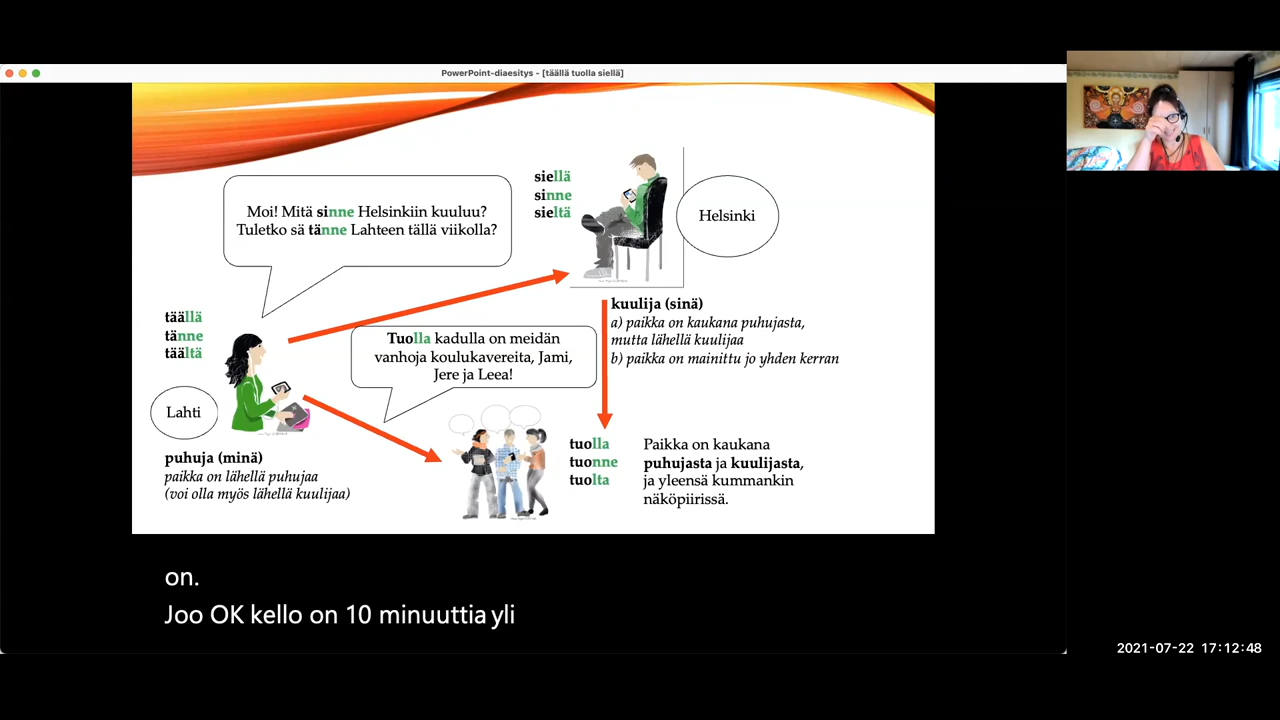 PowerPoint-diaesitys - [täällä tuolla siellä]
Moi! Mitä sinne Helsinkiin kuuluu?
Tuletko sä tänne Lahteen tällä viikolla?
siellä
sinne
sieltä
Helsinki
täällä
tänne
täältä
Lahti
puhuja (minä)
paikka on lähellä puhujaa
(voi olla myös lähellä kuulijaa)
Tuolla kadulla on meidän
vanhoja koulukavereita, Jami,
Jere ja Leea!
kuulija (sinä)
a) paikka on kaukana puhujasta,
mutta lähellä kuulijaa
b) paikka on mainittu jo yhden kerran
tuolla
tuonne
tuolta
Paikka on kaukana
puhujasta ja kuulijasta,
ja yleensä kummankin
näköpiirissä.
on.
Joo OK kello on 10 minuuttia yli
2021-07-22 17:12:48